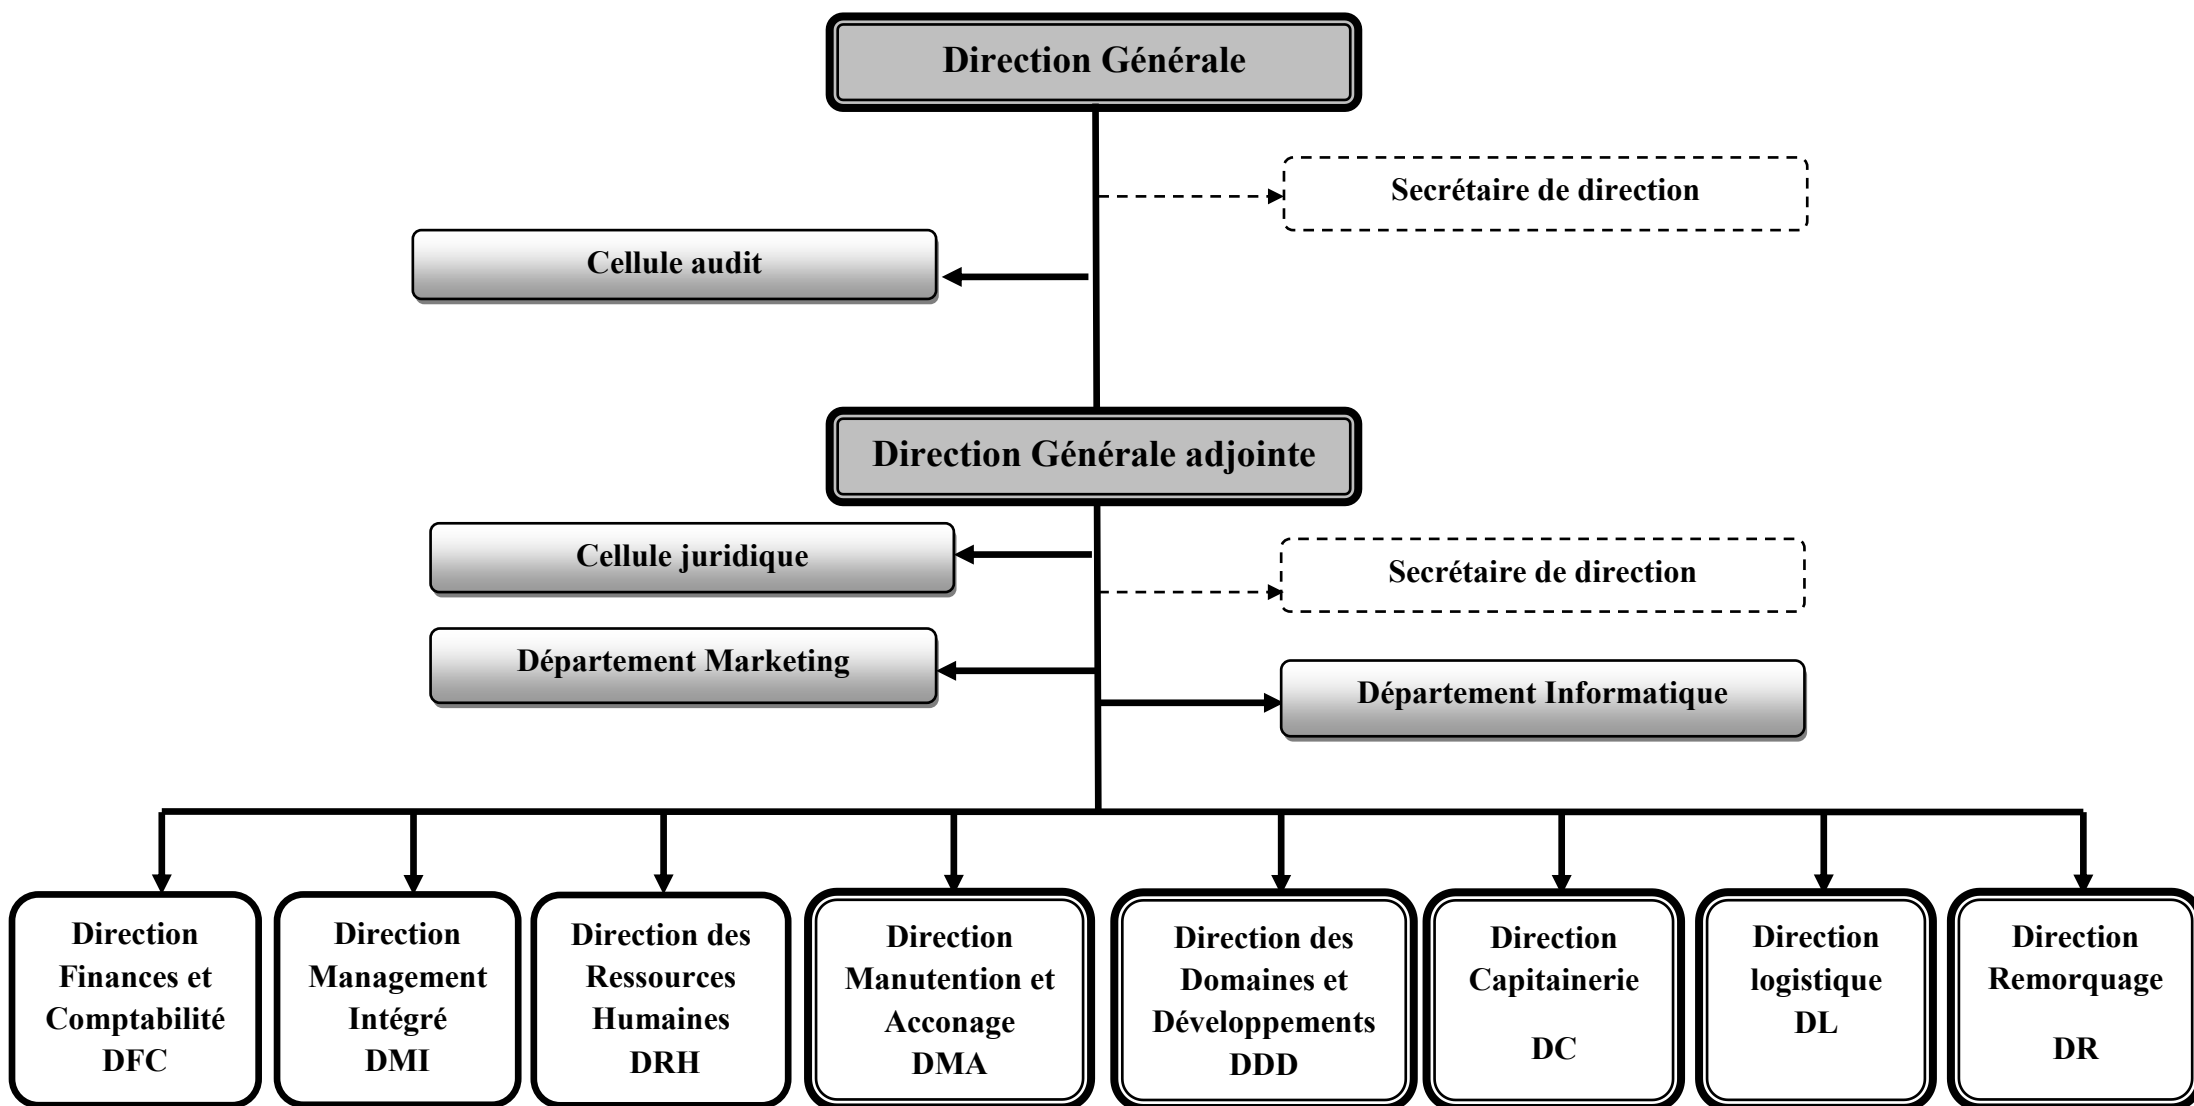 Direction Générale
Secrétaire de direction
Cellule audit
Direction Générale adjointe
Cellule juridique
Secrétaire de direction
Département Marketing
Département Informatique
Direction
Finances et
Comptabilité
DFC
Direction
Management
Intégré
DMI
Direction des
Ressources
Humaines
DRH
Direction
Manutention et
Acconage
DMA
Direction des
Domaines et
Développements
DDD
Direction
Capitainerie
DC
Direction
logistique
DL
Direction
Remorquage
DR